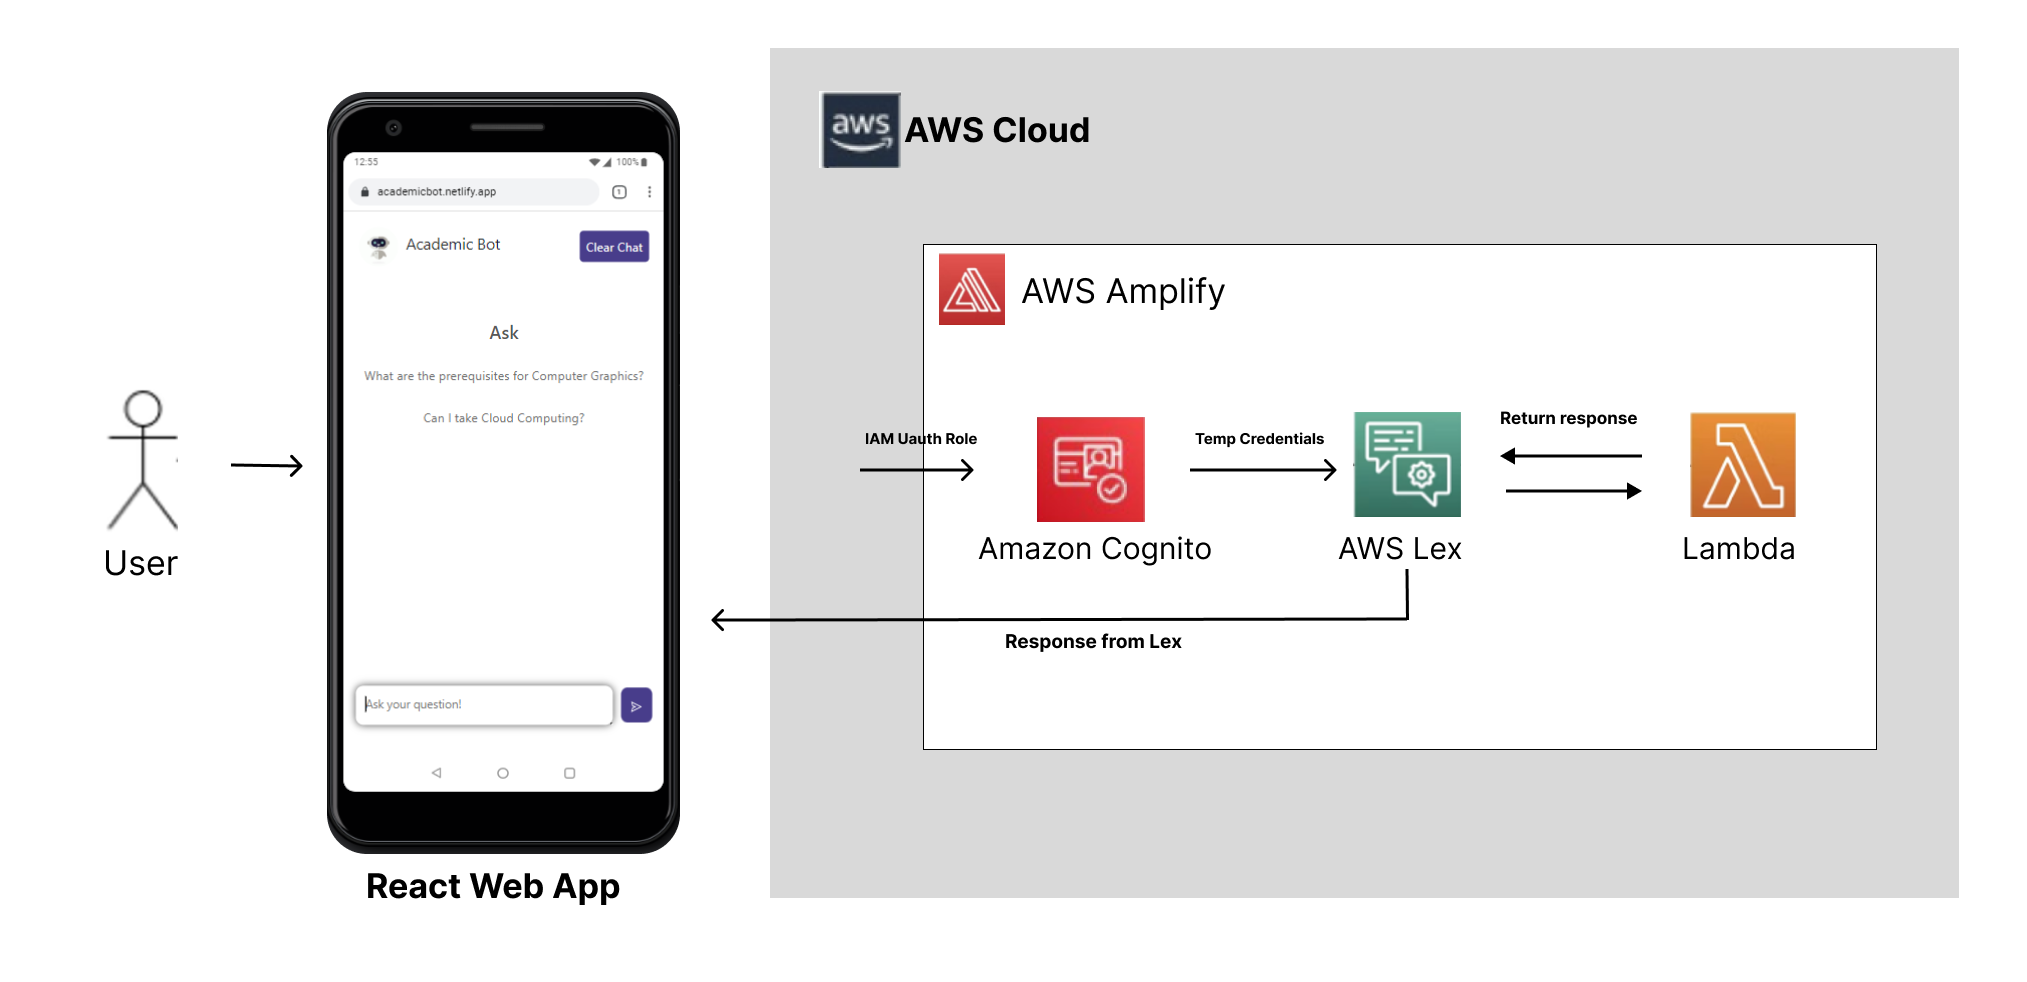 User
12:55
100%
academicbot.netlify.app
1
Academic Bot
Clear Chat
Ask
What are the prerequisites for Computer Graphics?
Can I take Cloud Computing?
Ask your question!
React Web App
aws
AWS Cloud
AWS Amplify
IAM Uauth Role
Amazon Cognito
Temp Credentials
AWS Lex
Return response
Lambda
Response from Lex